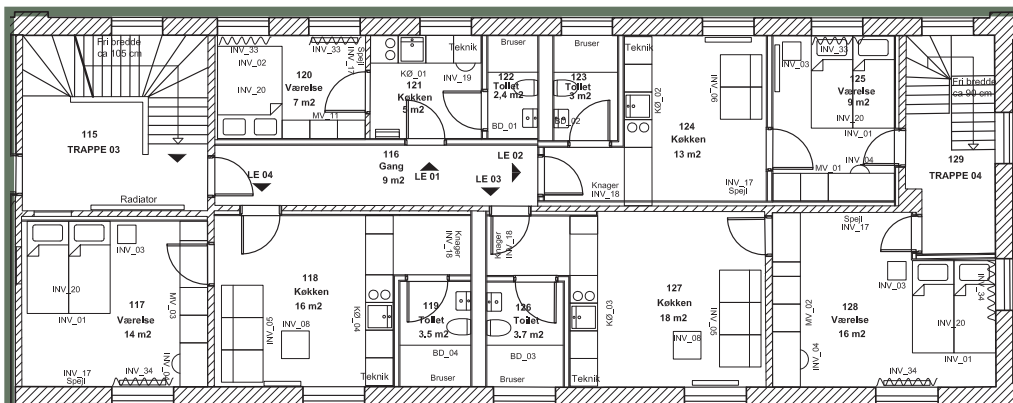 Fri bredde
ca 105 cm
115
TRAPPE 03
Radiator
INV_33
INV_02
INV_20
INV_33
INV_17
Spejl
120
Værelse
7 m2
MV_11
KØ_01
121
Køkken
5 m2
Teknik
INV_19
Bruser
122
Toilet
2,4 m2
BD_01
Bruser
123
Toilet
3 m2
BD_02
Teknik
KØ_02
INV_06
124
Køkken
13 m2
INV_17
Spejl
Knager
INV_18
INV_03
INV_33
125
Værelse
9 m2
INV_20
INV_01
INV_04
MV_01
Fri bredde
ca 90 cm
129
TRAPPE 04
116
Gang
9 m2
LE 01
LE 02
LE 03
LE 04
INV_03
INV_20
INV_01
117
Værelse
14 m2
MV_03
INV_04
INV_17
Spejl
INV_34
118
Køkken
16 m2
INV_05
INV_08
KØ_04
Teknik
Knager
INV_18
119
Toilet
3,5 m2
BD_04
Bruser
Knager
INV_18
126
Toilet
3.7 m2
BD_03
Bruser
KØ_03
Teknik
127
Køkken
18 m2
INV_05
INV_08
Spejl
INV_17
INV_03
MV_02
INV_04
128
Værelse
16 m2
INV_34
INV_20
INV_01
INV_34